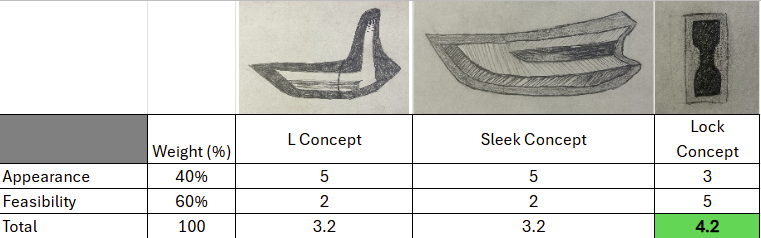 Weight (%) L Concept Sleek Concept Lock
Concept
Appearance 40% 5 5 3
Feasibility 60% 2 2 5
Total 100 3.2 3.2 4.2